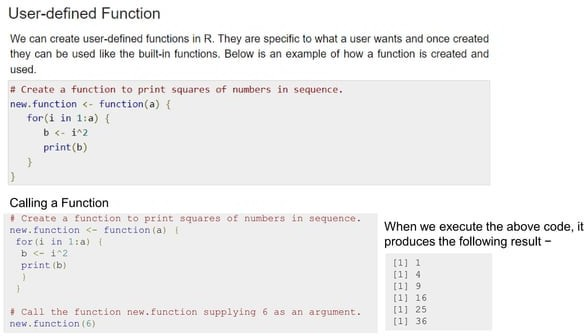 User-defined Function
We can create user-defined functions in R. They are specific to what a user wants and once created
they can be used like the built-in functions. Below is an example of how a function is created and
used.
# Create a function to print squares of numbers in sequence.
new.function <- function(a) {
for(i in 1:a) {
b <- i^2
print(b)
}
}
Calling a Function
# Create a function to print squares of numbers in sequence.
new.function <- function(a) {
for(i in 1:a) {
b <- i^2
print(b)
}
}
# Call the function new.function supplying 6 as an argument.
new.function(6)
When we execute the above code, it
produces the following result −
[1] 1
[1] 4
[1] 9
[1] 16
[1] 25
[1] 36